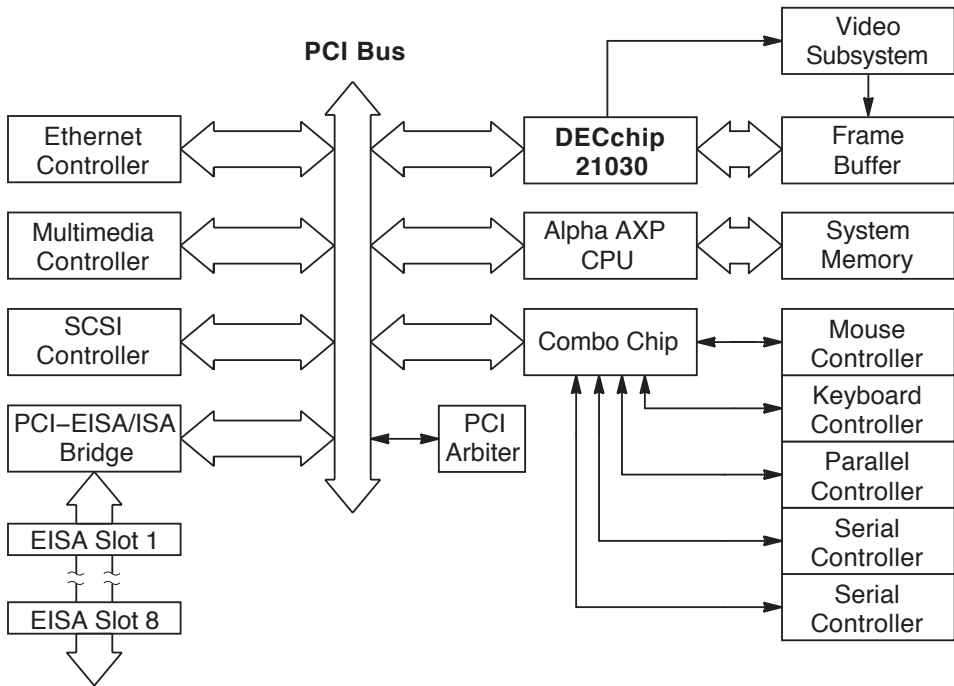 PCI Bus
Video
Subsystem
Ethernet
Controller
DECchip
21030
Frame
Buffer
Multimedia
Controller
Alpha AXP
CPU
System
Memory
SCSI
Controller
Combo Chip
Mouse
Controller
PCI–EISA/ISA
Bridge
PCI
Arbiter
Keyboard
Controller
Parallel
Controller
EISA Slot 1
Serial
Controller
EISA Slot 8
Serial
Controller